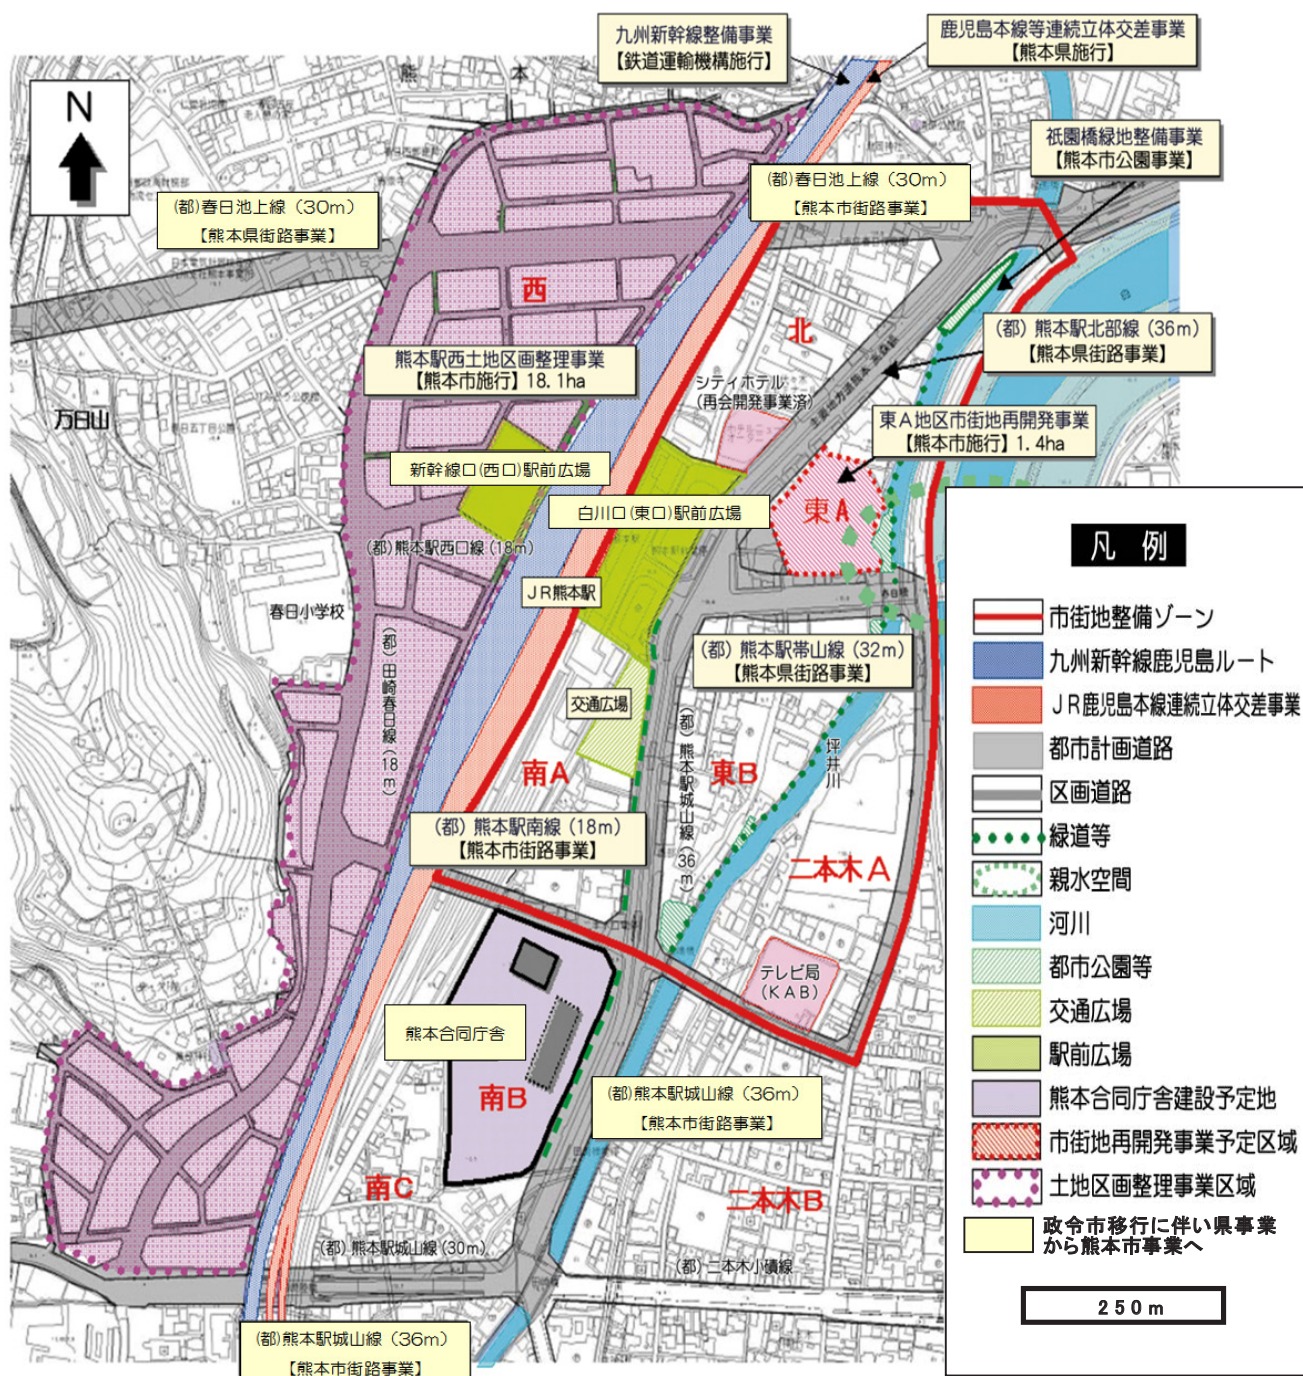 九州新幹線整備事業
【鉄道運輸機構施行】
鹿児島本線等連続立体交差事業
【熊本県施行】
N
熊
本
祇園橋緑地整備事業
【熊本市公園事業】
(都)春日池上線（30m）
【熊本県街路事業】
(都)春日池上線（30m）
【熊本市街路事業】
西
北
(都) 熊本駅北部線 (36m)
【熊本県街路事業】
熊本駅西土地区画整理事業
【熊本市施行】18.1ha
シティホテル
(再会開発事業済)
万日山
東A地区市街地再開発事業
【熊本市施行】1.4ha
新幹線口(西口)駅前広場
白川口(東口)駅前広場
東A
(都)熊本駅西口線(18m)
JR熊本駅
春日小学校
春日橋
(都) 熊本駅帯山線 (32m)
【熊本県街路事業】
(都) 田崎春日線(18m)
交通広場
(都) 熊本駅城山線(36m)
坪井川
南A
東B
(都) 熊本駅南線 (18m)
【熊本市街路事業】
二本木A
テレビ局
(KAB)
熊本合同庁舎
南B
(都)熊本駅城山線（36m）
【熊本市街路事業】
南C
二本木B
(都) 熊本駅城山線(30m)
(都)二本木小磧線
(都)熊本駅城山線（36m）
【熊本市街路事業】
凡 例
市街地整備ゾーン
九州新幹線鹿児島ルート
JR鹿児島本線連続立体交差事業
都市計画道路
区画道路
緑道等
親水空間
河川
都市公園等
交通広場
駅前広場
熊本合同庁舎建設予定地
市街地再開発事業予定区域
土地区画整理事業区域
政令市移行に伴い県事業
から熊本市事業へ
250m